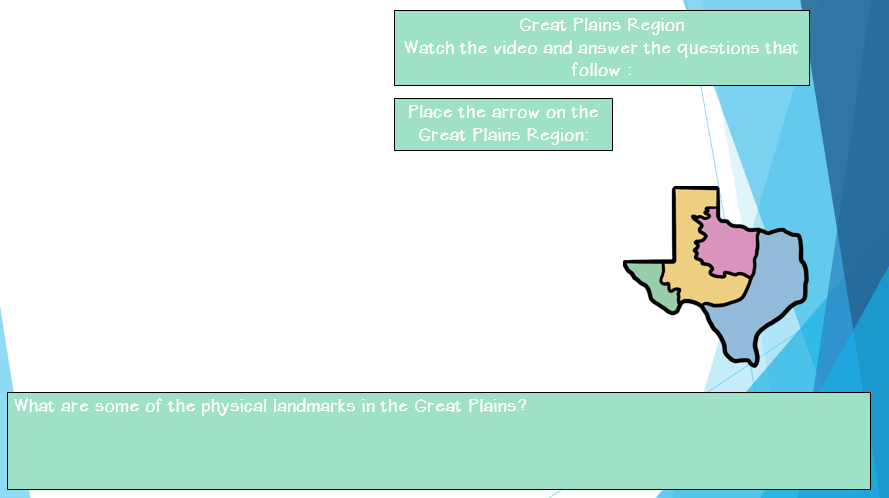 Great Plains Region
Watch the video and answer the questions that
follow :
Place the arrow on the
Great Plains Region:
What are some of the physical landmarks in the Great Plains?